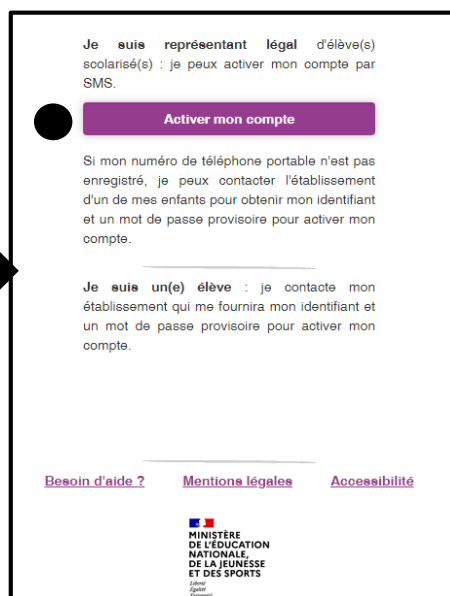 Je suis représentant légal d'élève(s)
scolarisé(s) : je peux activer mon compte par
SMS.
Activer mon compte
Si mon numéro de téléphone portable n'est pas
enregistré, je peux contacter l'établissement
d'un de mes enfants pour obtenir mon identifiant
et un mot de passe provisoire pour activer mon
compte.
Je suis un(e) élève : je contacte mon
établissement qui me fournira mon identifiant et
un mot de passe provisoire pour activer mon
compte.
Besoin d'aide ? Mentions légales Accessibilité
MINISTÈRE
DE L'ÉDUCATION
NATIONALE,
DE LA JEUNESSE
ET DES SPORTS
Liberté
Égalité
Fraternité